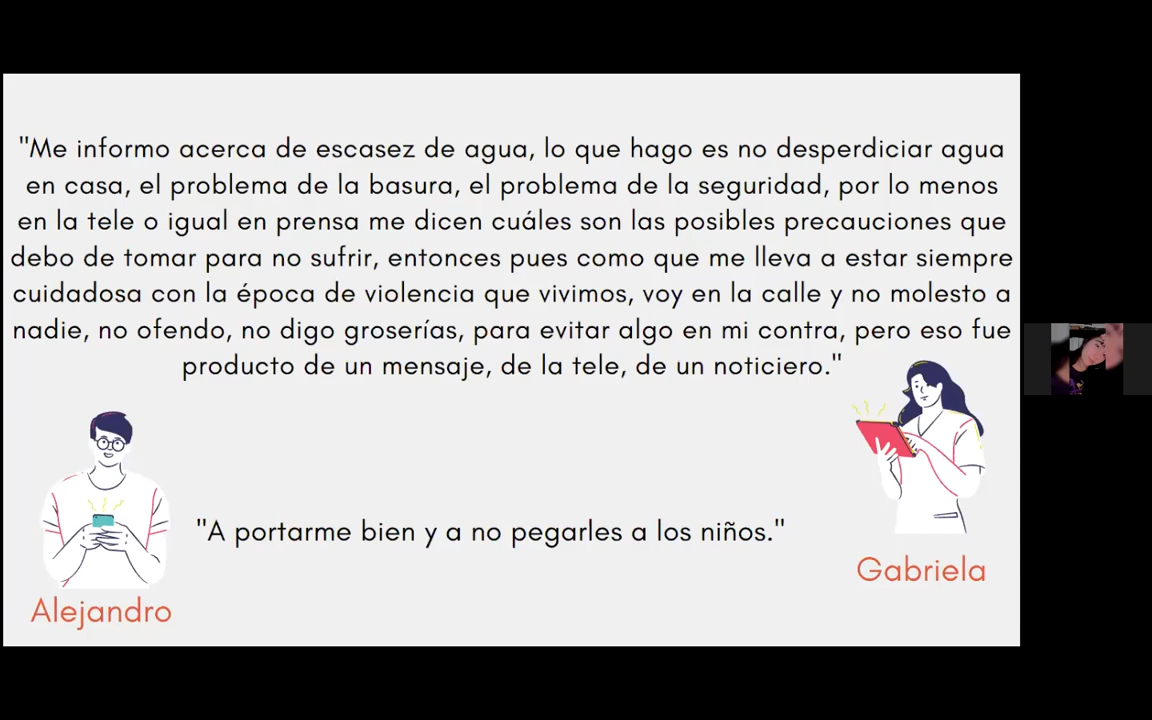 "Me informo acerca de escasez de agua, lo que hago es no desperdiciar agua
en casa, el problema de la basura, el problema de la seguridad, por lo menos
en la tele o igual en prensa me dicen cuáles son las posibles precauciones que
debo de tomar para no sufrir, entonces pues como que me lleva a estar siempre
cuidadosa con la época de violencia que vivimos, voy en la calle y no molesto a
nadie, no ofendo, no digo groserías, para evitar algo en mi contra, pero eso fue
producto de un mensaje, de la tele, de un noticiero."
Gabriela
"A portarme bien y a no pegarles a los niños."
Alejandro